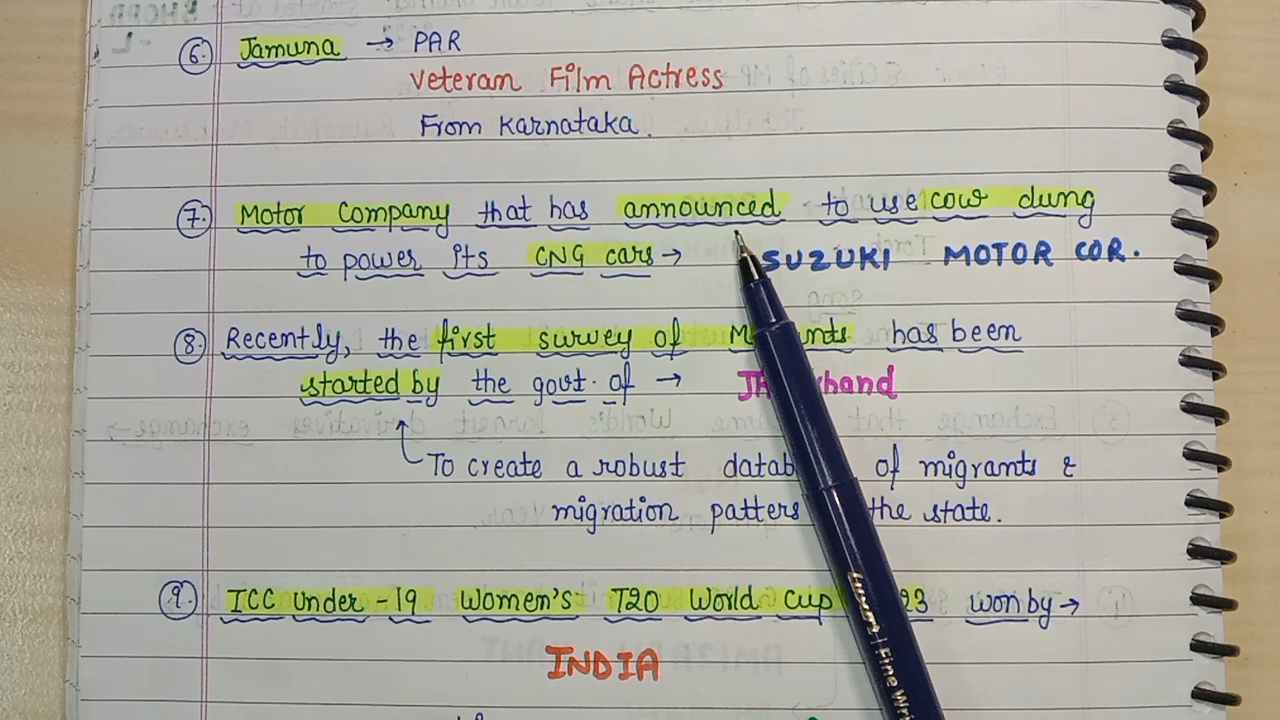 6. Jamuna → PAR
Veteran Film Actress
From Karnataka.
7. Motor Company that has announced to use cow dung
to power its CNG cars → SUZUKI MOTOR COR.
8. Recently, the first survey of has been
started by the govt. of →
To create a robust of migrants &
migration patters the state.
9. ICC Under-19 Women's T20 World Cup won by →
INDIA